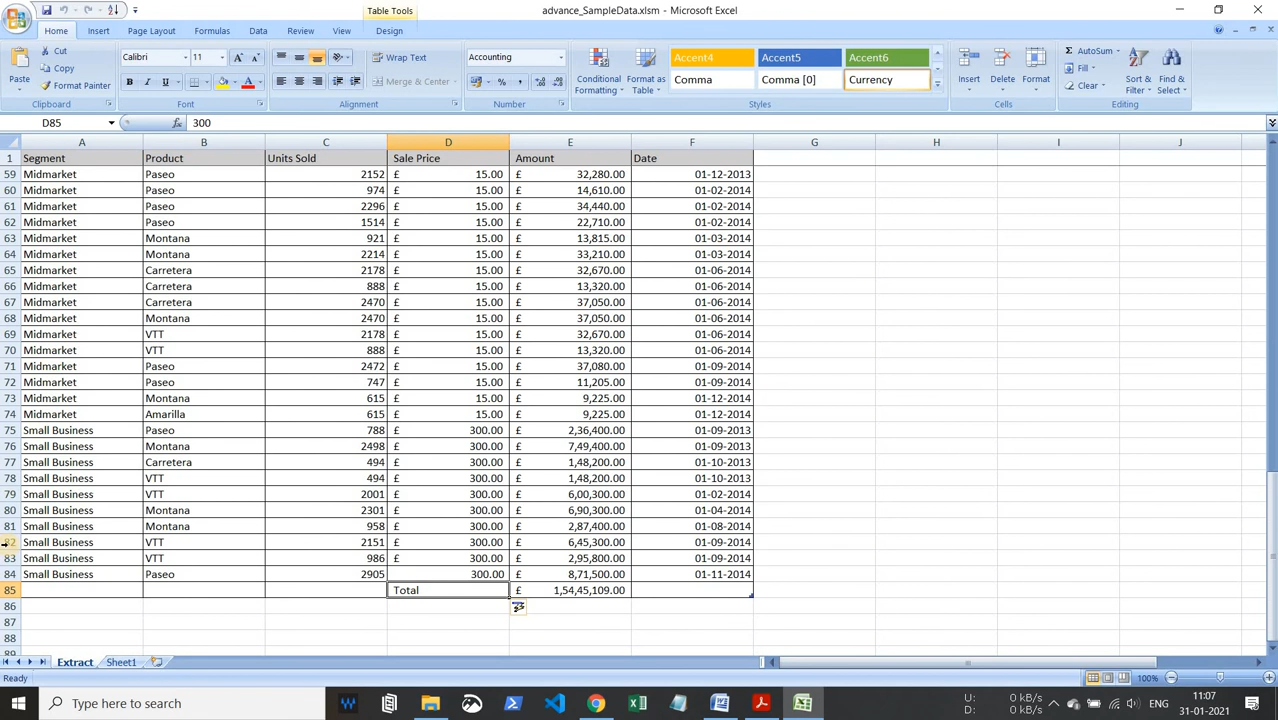 advance_SampleData.xlsm - Microsoft Excel
Table Tools
Home Insert Page Layout Formulas Data Review View Design
Paste Cut Copy Format Painter Clipboard
Calibri 11 B I U Font
Wrap Text Merge & Center Alignment
Accounting % , Number
Conditional Formatting Format as Table
Accent4 Accent5 Accent6
Comma Comma [0] Currency
Styles
Insert Delete Format Cells
AutoSum Fill Clear Sort & Filter Find & Select Editing
D85 fx 300
A B C D E F G H I J
1 Segment Product Units Sold Sale Price Amount Date
59 Midmarket Paseo 2152 £ 15.00 £ 32,280.00 01-12-2013
60 Midmarket Paseo 974 £ 15.00 £ 14,610.00 01-02-2014
61 Midmarket Paseo 2296 £ 15.00 £ 34,440.00 01-02-2014
62 Midmarket Paseo 1514 £ 15.00 £ 22,710.00 01-02-2014
63 Midmarket Montana 921 £ 15.00 £ 13,815.00 01-03-2014
64 Midmarket Montana 2214 £ 15.00 £ 33,210.00 01-03-2014
65 Midmarket Carretera 2178 £ 15.00 £ 32,670.00 01-06-2014
66 Midmarket Carretera 888 £ 15.00 £ 13,320.00 01-06-2014
67 Midmarket Carretera 2470 £ 15.00 £ 37,050.00 01-06-2014
68 Midmarket Montana 2470 £ 15.00 £ 37,050.00 01-06-2014
69 Midmarket VTT 2178 £ 15.00 £ 32,670.00 01-06-2014
70 Midmarket VTT 888 £ 15.00 £ 13,320.00 01-06-2014
71 Midmarket Paseo 2472 £ 15.00 £ 37,080.00 01-09-2014
72 Midmarket Paseo 747 £ 15.00 £ 11,205.00 01-09-2014
73 Midmarket Montana 615 £ 15.00 £ 9,225.00 01-12-2014
74 Midmarket Amarilla 615 £ 15.00 £ 9,225.00 01-12-2014
75 Small Business Paseo 788 £ 300.00 £ 2,36,400.00 01-09-2013
76 Small Business Montana 2498 £ 300.00 £ 7,49,400.00 01-09-2013
77 Small Business Carretera 494 £ 300.00 £ 1,48,200.00 01-10-2013
78 Small Business VTT 494 £ 300.00 £ 1,48,200.00 01-10-2013
79 Small Business VTT 2001 £ 300.00 £ 6,00,300.00 01-02-2014
80 Small Business Montana 2301 £ 300.00 £ 6,90,300.00 01-04-2014
81 Small Business Montana 958 £ 300.00 £ 2,87,400.00 01-08-2014
82 Small Business VTT 2151 £ 300.00 £ 6,45,300.00 01-09-2014
83 Small Business VTT 986 £ 300.00 £ 2,95,800.00 01-09-2014
84 Small Business Paseo 2905 300.00 £ 8,71,500.00 01-11-2014
85 Total £ 1,54,45,109.00
86
87
88
89
Extract Sheet1
Ready 100%
Type here to search
U: 0 kB/s
D: 0 kB/s
ENG
11:07
31-01-2021